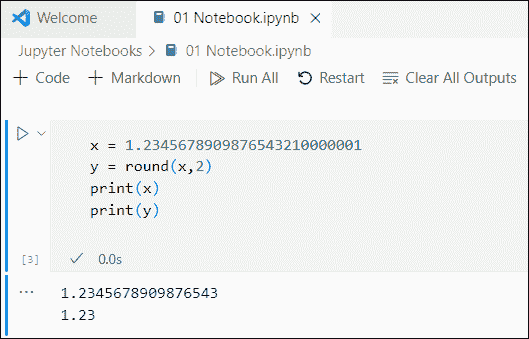 Welcome 01 Notebook.ipynb ×
Jupyter Notebooks > 01 Notebook.ipynb
+ Code + Markdown Run All Restart Clear All Outputs
x = 1.2345678909876543210000001
y = round(x,2)
print(x)
print(y)
[3] ✓ 0.0s
... 1.2345678909876543
1.23